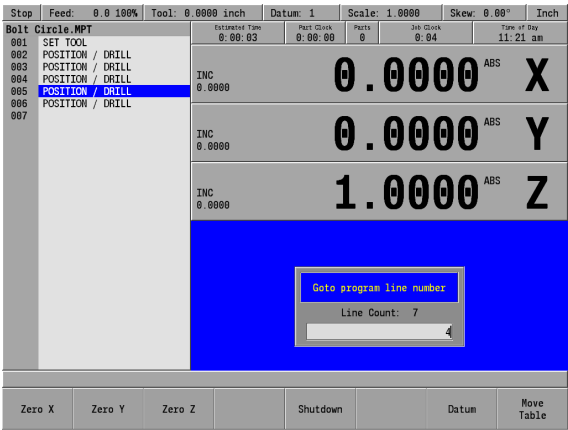 Stop Feed: 0.0 100% Tool: 0.0000 inch Datum: 1 Scale: 1.0000 Skew: 0.00° Inch
Bolt Circle.MPT
001 SET TOOL
002 POSITION / DRILL
003 POSITION / DRILL
004 POSITION / DRILL
005 POSITION / DRILL
006 POSITION / DRILL
007
Estimated Time Part Clock Parts Job Clock Time of Day
0:00:03 0:00:00 0 0:04 11:21 am
INC
0.0000
0.0000 ABS X
INC
0.0000
0.0000 ABS Y
INC
0.0000
1.0000 ABS Z
Goto program line number
Line Count: 7
4
Zero X Zero Y Zero Z Shutdown Datum Move Table